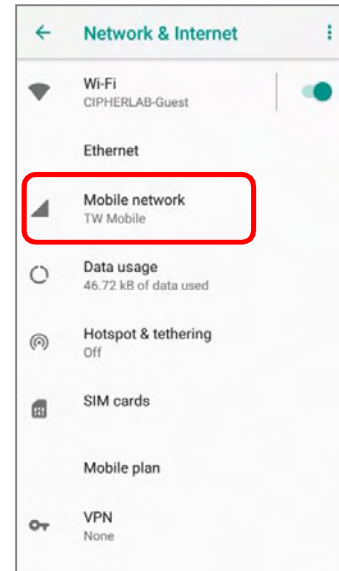 Network & Internet
Wi-Fi
CIPHERLAB-Guest
Ethernet
Mobile network
TW Mobile
Data usage
46.72 kB of data used
Hotspot & tethering
Off
SIM cards
Mobile plan
VPN
None